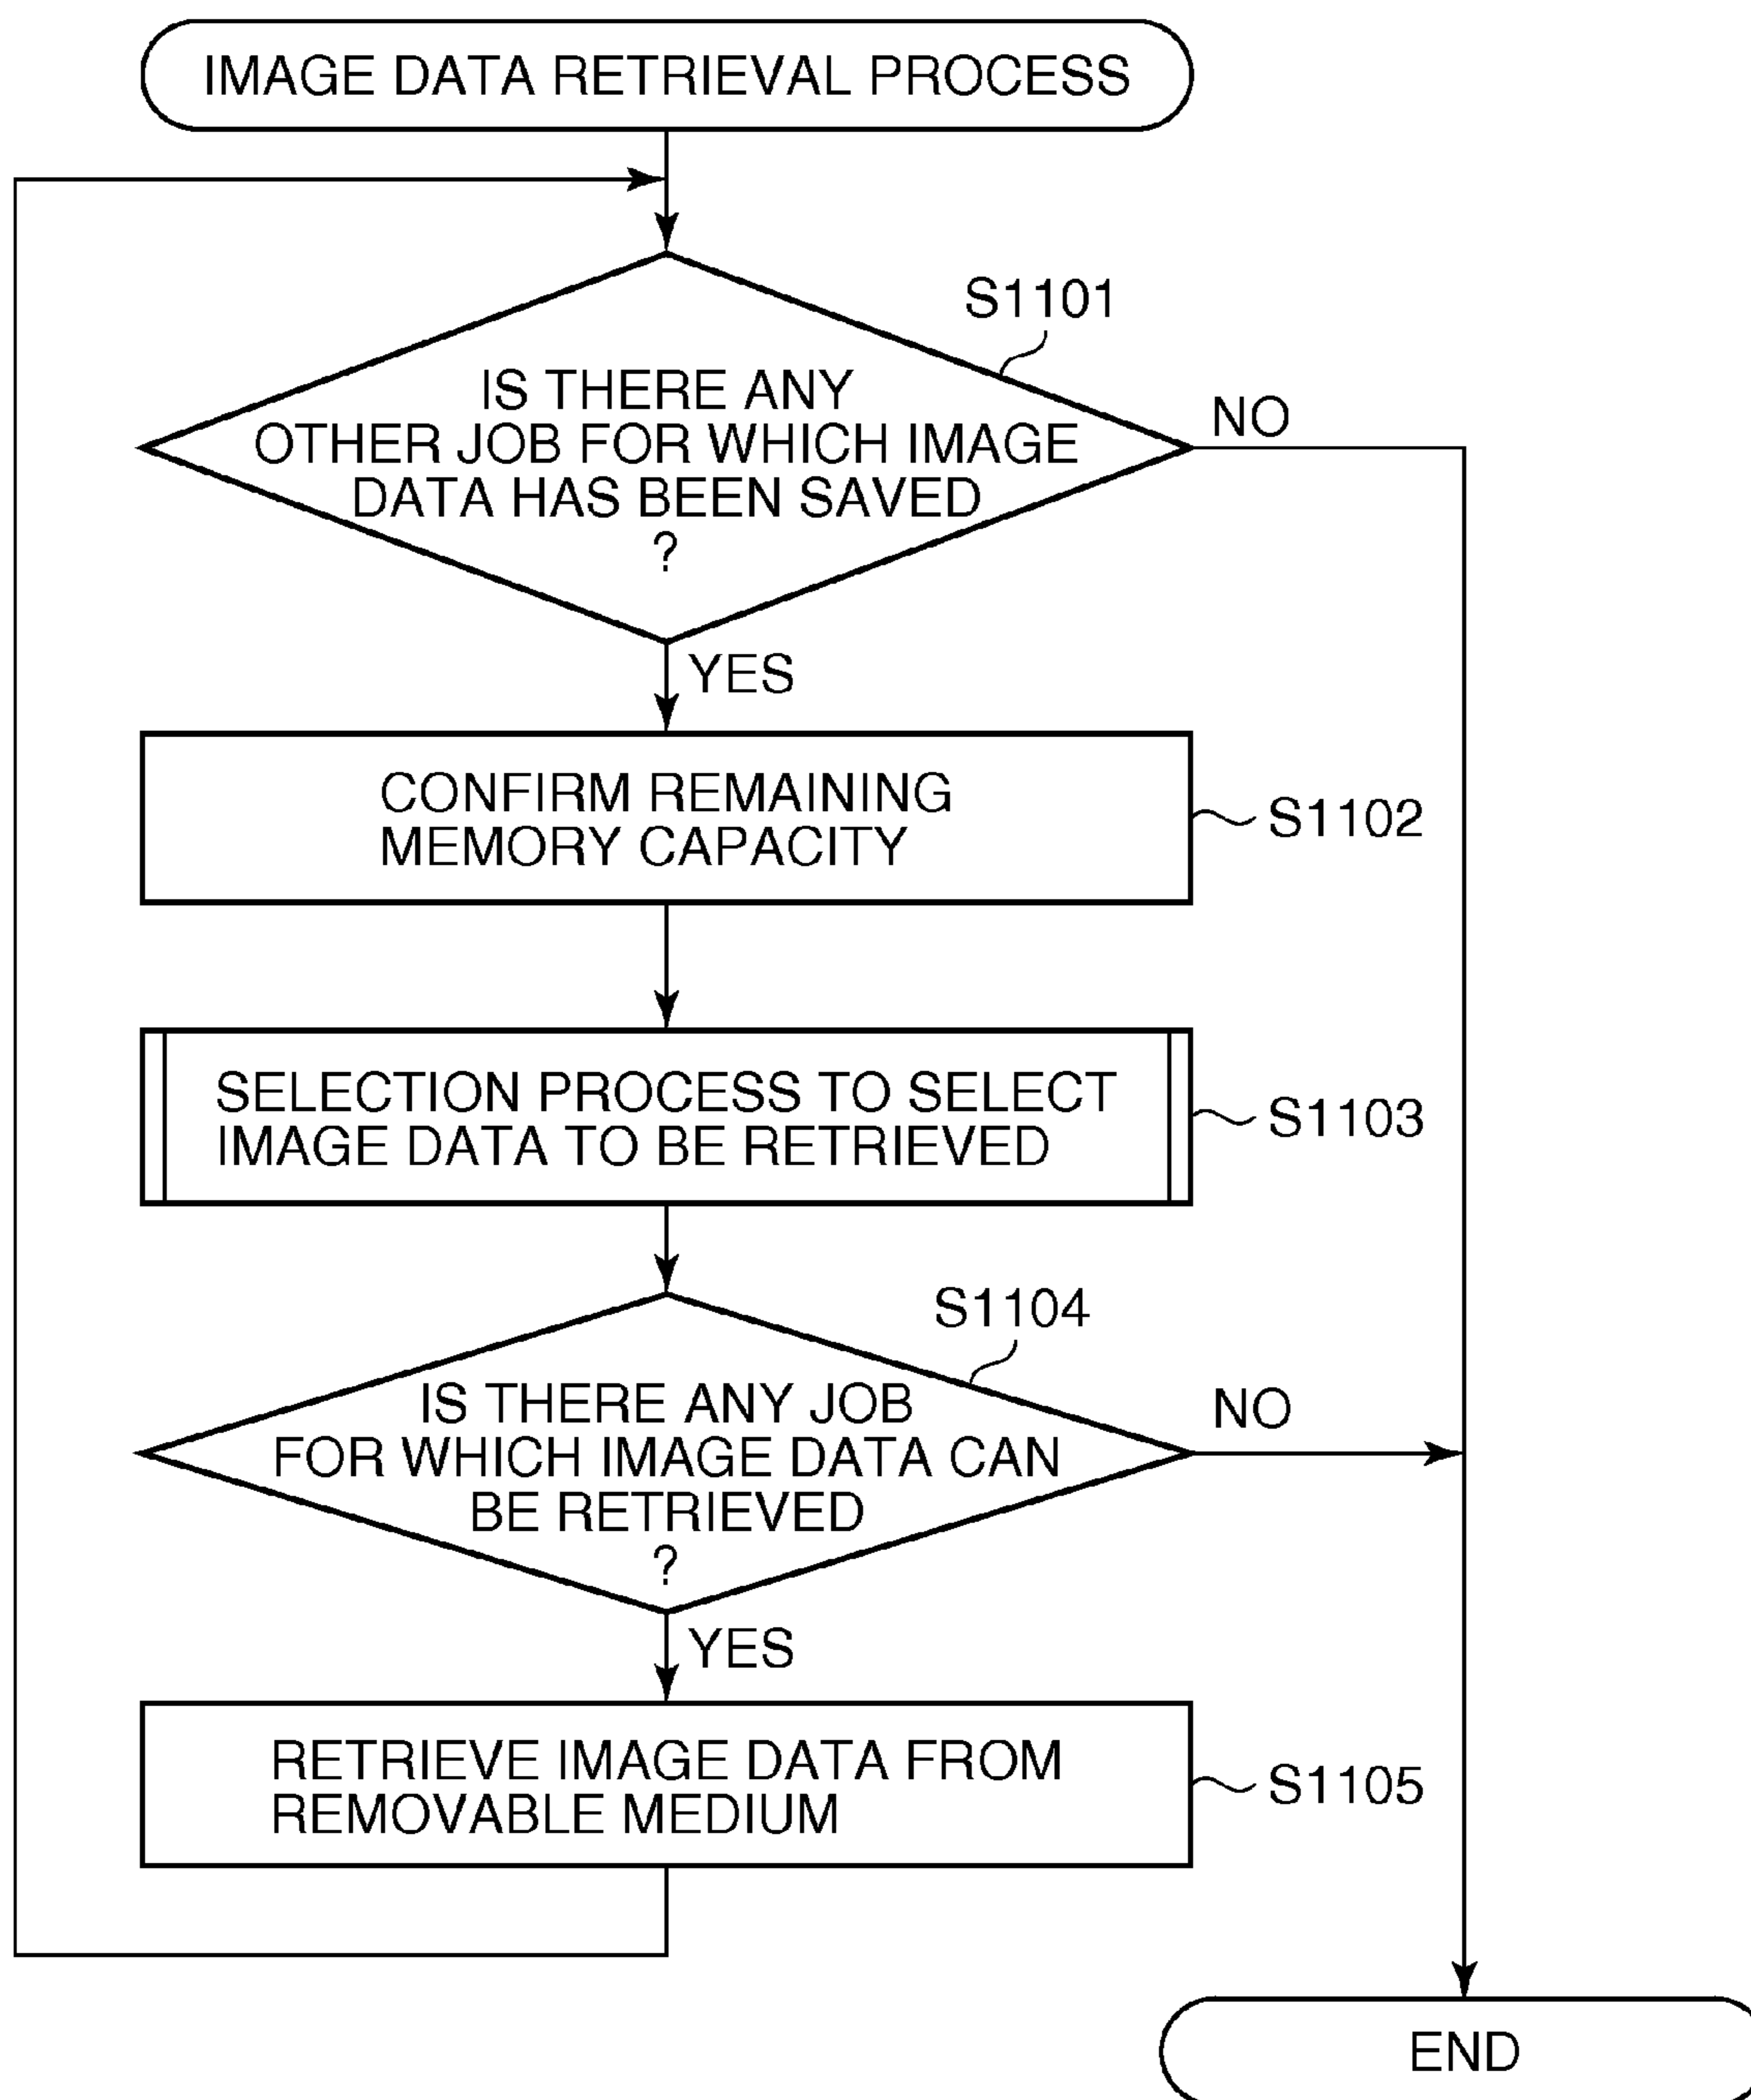 IMAGE DATA RETRIEVAL PROCESS
S1101
IS THERE ANY
OTHER JOB FOR WHICH IMAGE
DATA HAS BEEN SAVED
?
NO
YES
CONFIRM REMAINING
MEMORY CAPACITY
S1102
SELECTION PROCESS TO SELECT
IMAGE DATA TO BE RETRIEVED
S1103
S1104
IS THERE ANY JOB
FOR WHICH IMAGE DATA CAN
BE RETRIEVED
?
NO
YES
RETRIEVE IMAGE DATA FROM
REMOVABLE MEDIUM
S1105
END